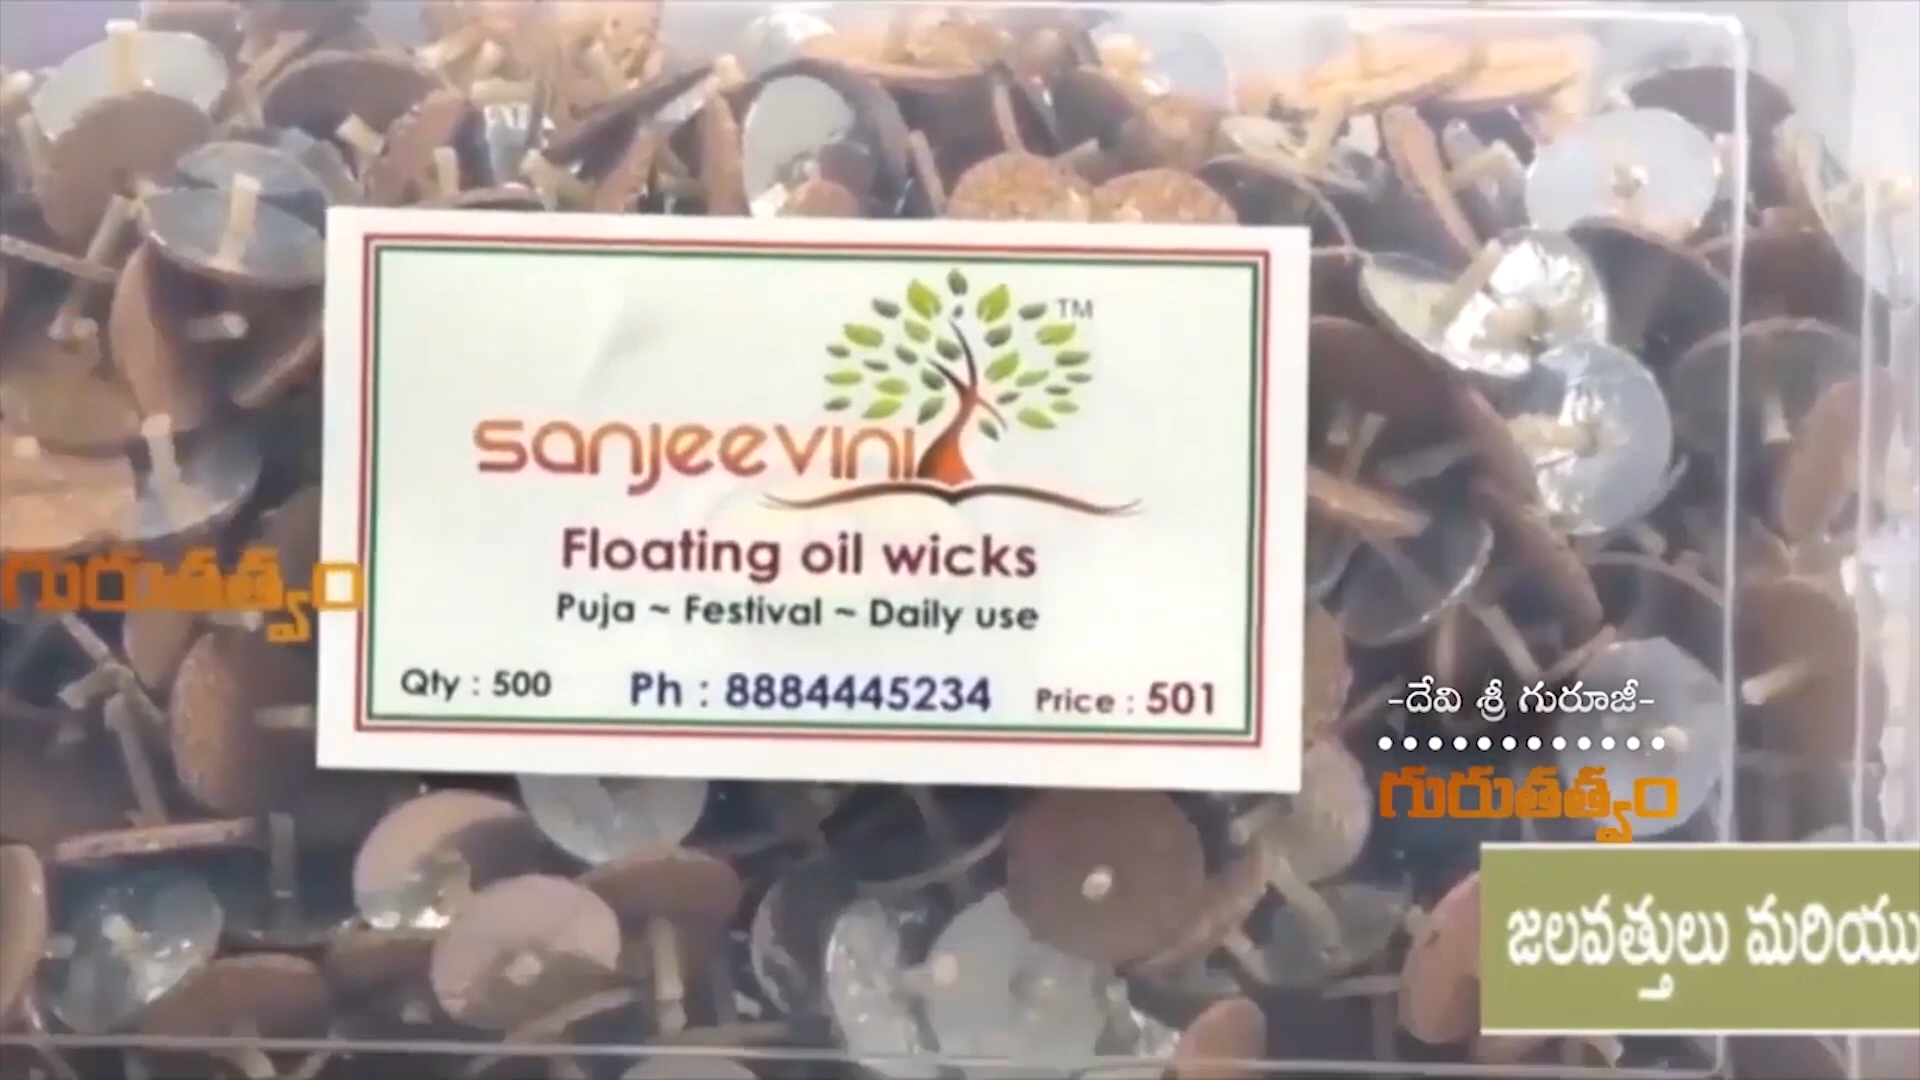 TM
sanjeevini
Floating oil wicks
Puja ~ Festival ~ Daily use
Qty : 500 Ph : 8884445234 Price : 501
గురుతత్వం
-దేవి శ్రీ గురూజీ-
గురుతత్వం
జలవత్తులు మరియు